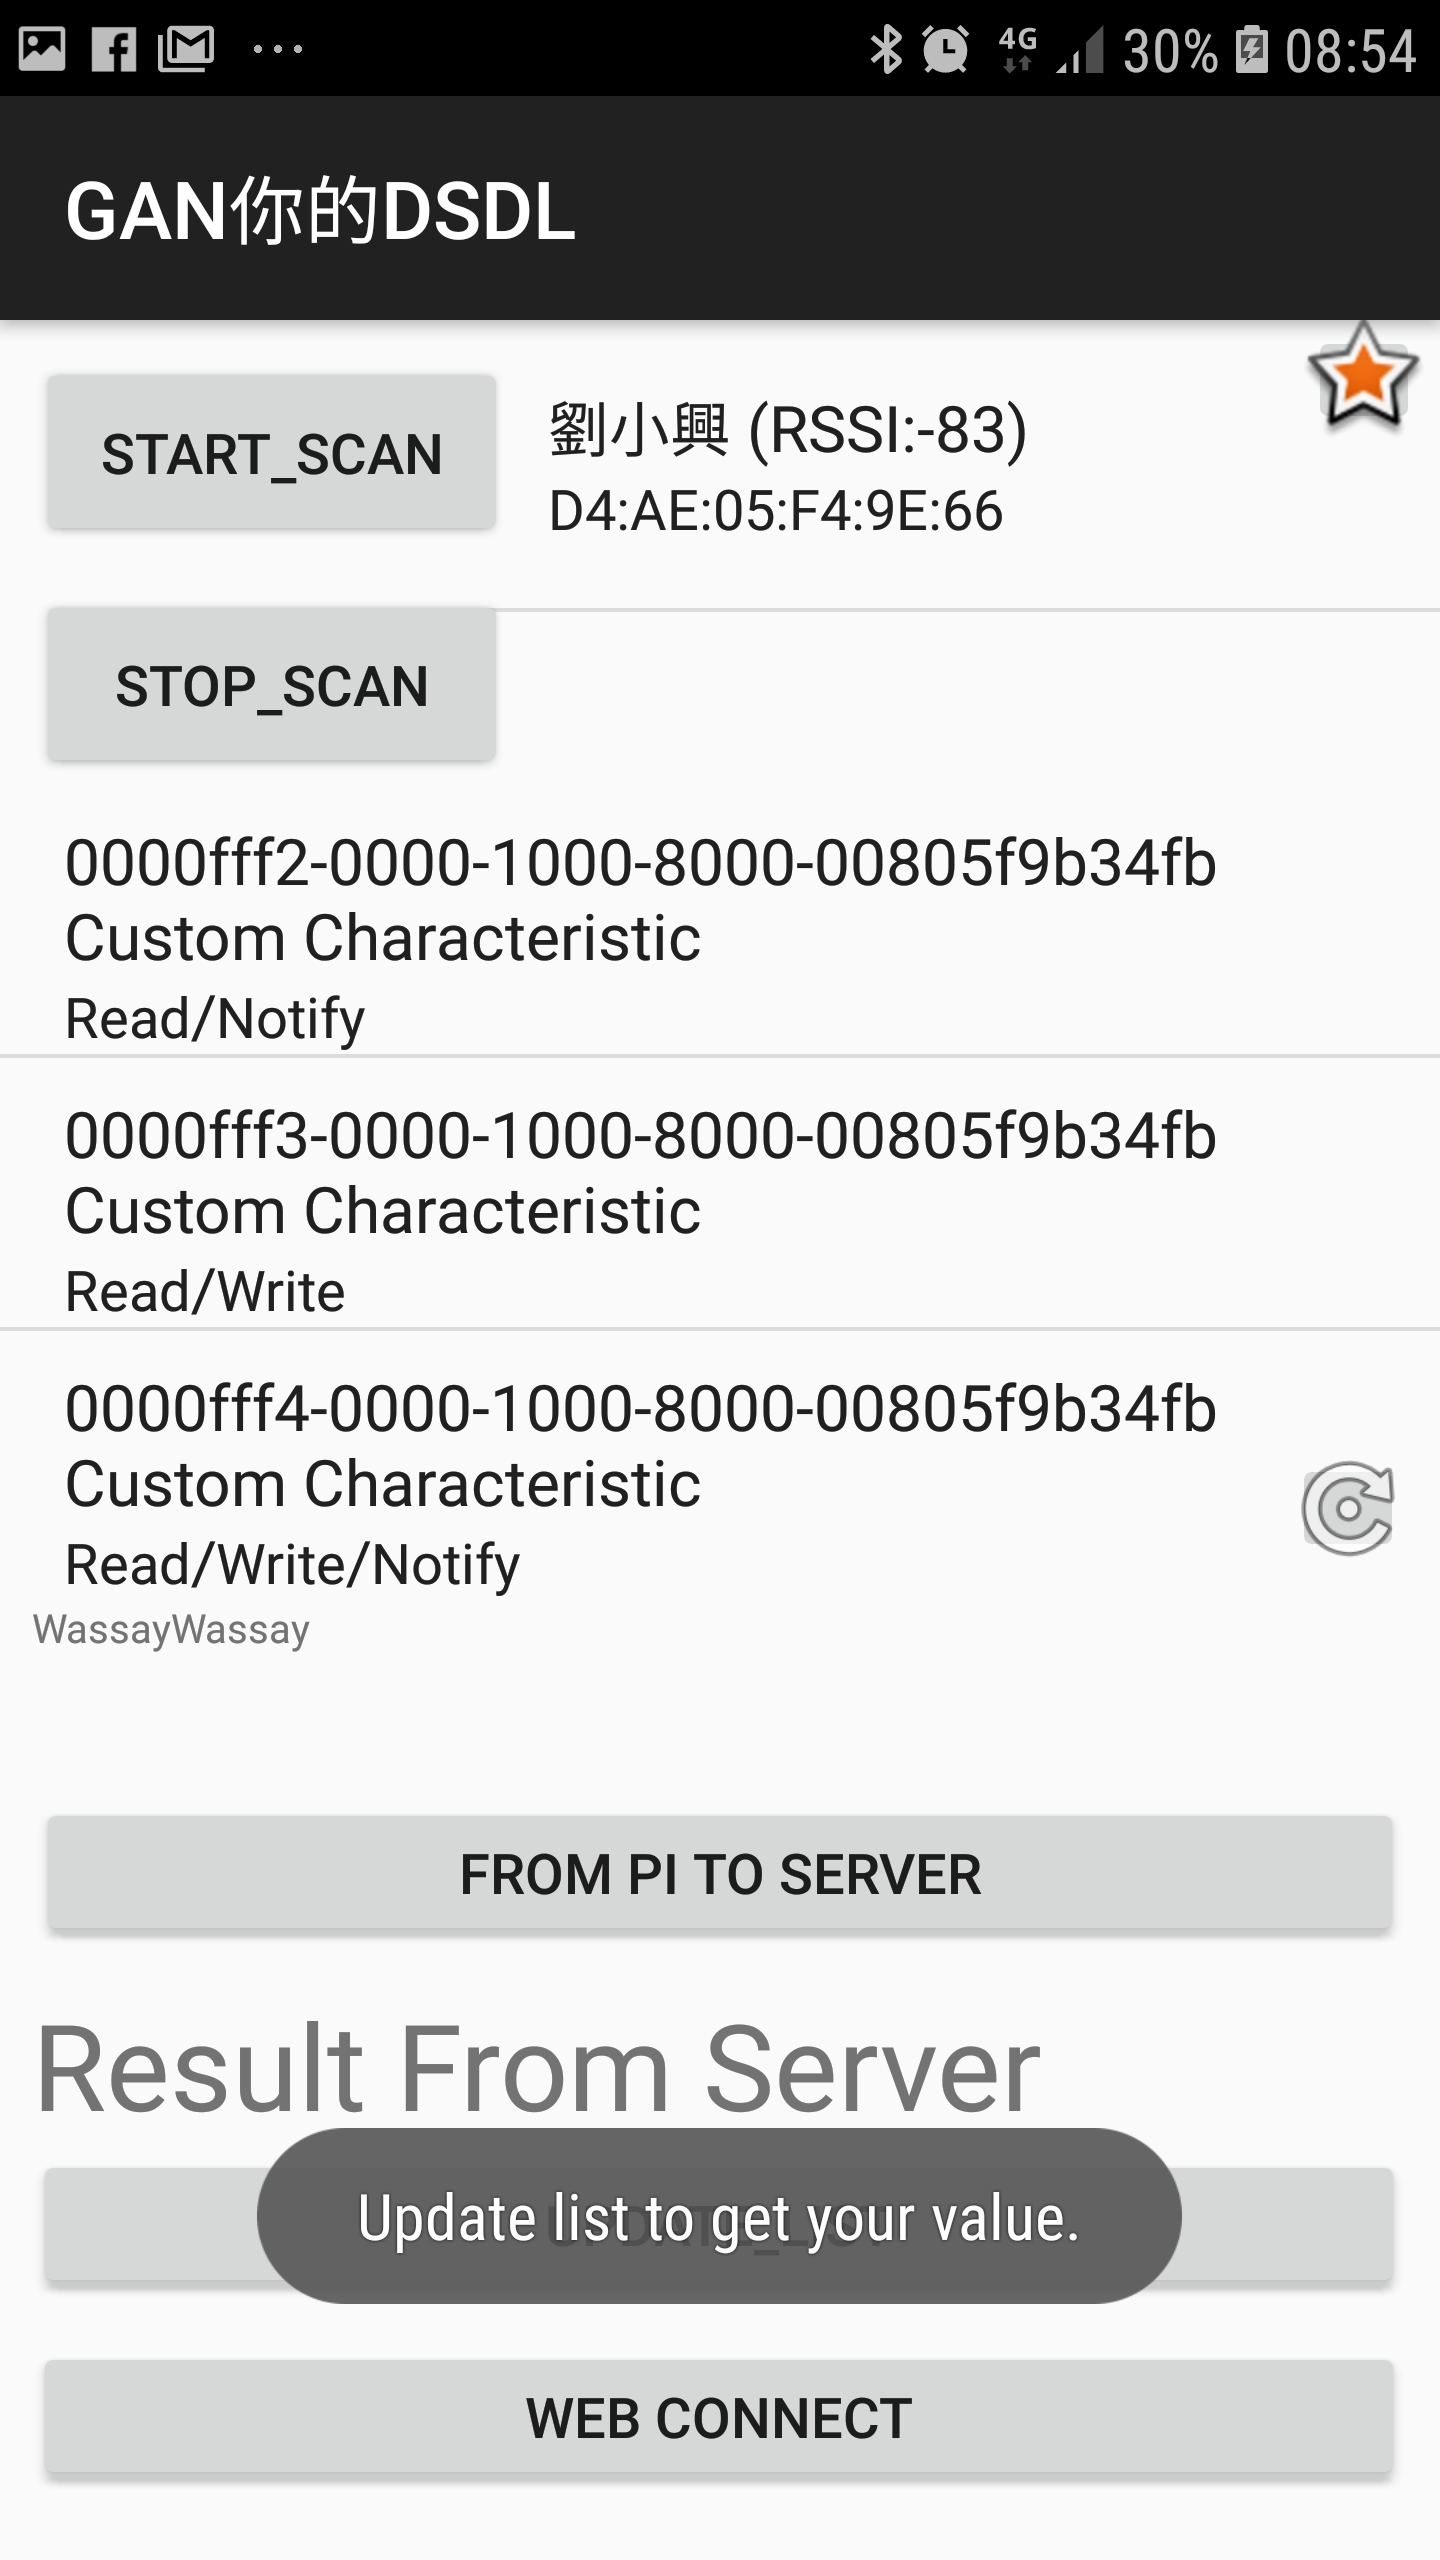 4G 30% 08:54
GAN你的DSDL
START_SCAN
劉小興 (RSSI:-83)
D4:AE:05:F4:9E:66
STOP_SCAN
0000fff2-0000-1000-8000-00805f9b34fb
Custom Characteristic
Read/Notify
0000fff3-0000-1000-8000-00805f9b34fb
Custom Characteristic
Read/Write
0000fff4-0000-1000-8000-00805f9b34fb
Custom Characteristic
Read/Write/Notify
WassayWassay
FROM PI TO SERVER
Result From Server
UPDATE_LIST
Update list to get your value.
WEB CONNECT